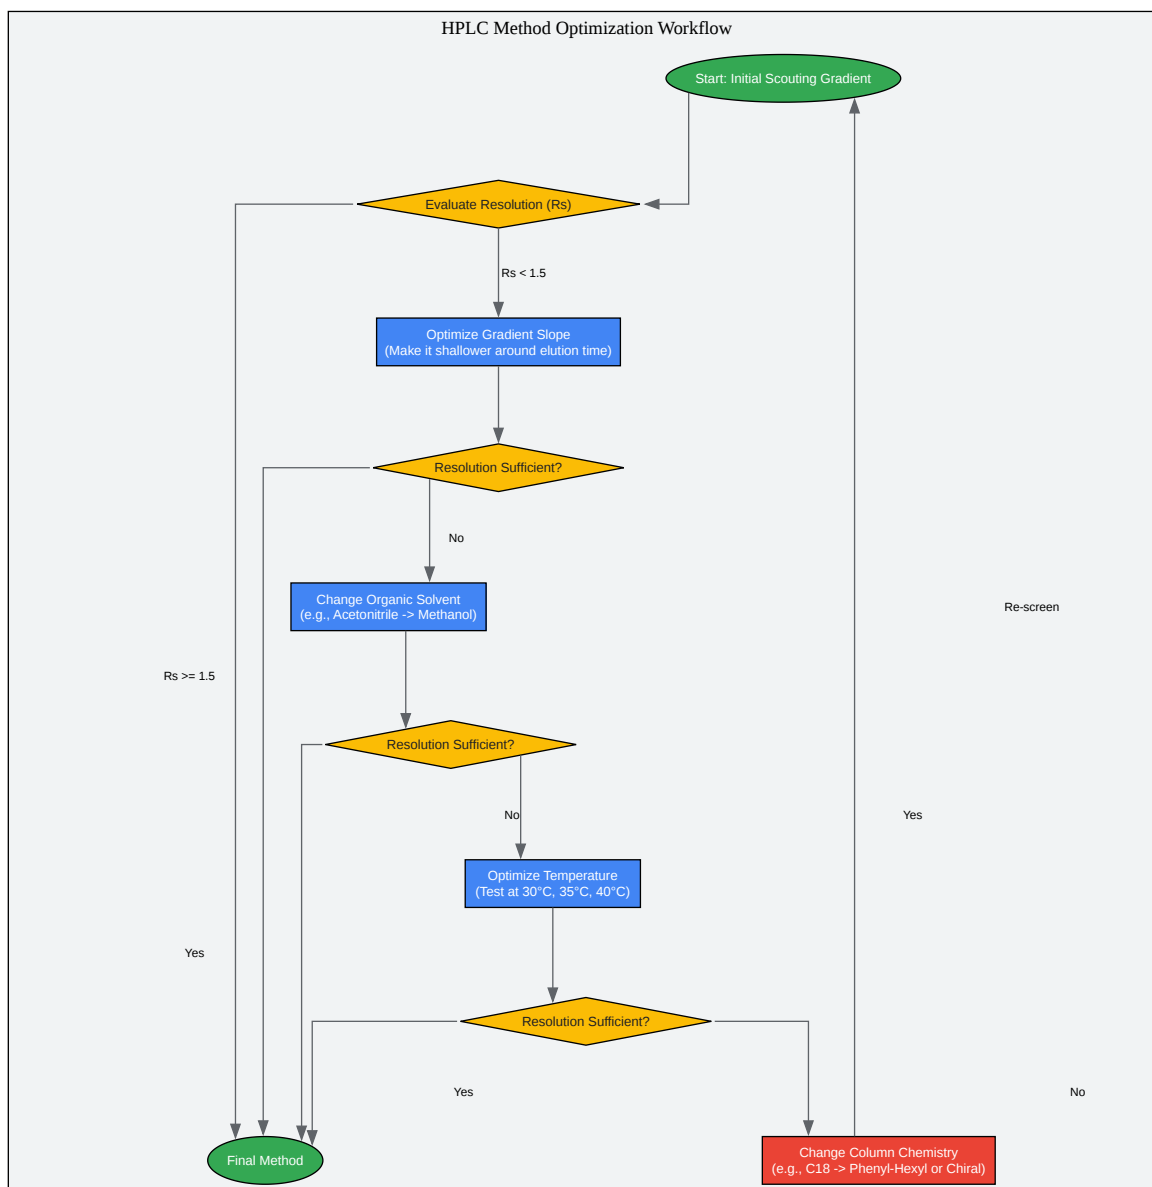 HPLC Method Optimization Workflow
Start: Initial Scouting Gradient
Evaluate Resolution (Rs)
Rs < 1.5
Optimize Gradient Slope
(Make it shallower around elution time)
Resolution Sufficient?
No
Change Organic Solvent
(e.g., Acetonitrile -> Methanol)
Re-screen
Rs >= 1.5
Resolution Sufficient?
No
Yes
Optimize Temperature
(Test at 30°C, 35°C, 40°C)
Yes
Resolution Sufficient?
Yes
No
Final Method
Change Column Chemistry
(e.g., C18 -> Phenyl-Hexyl or Chiral)